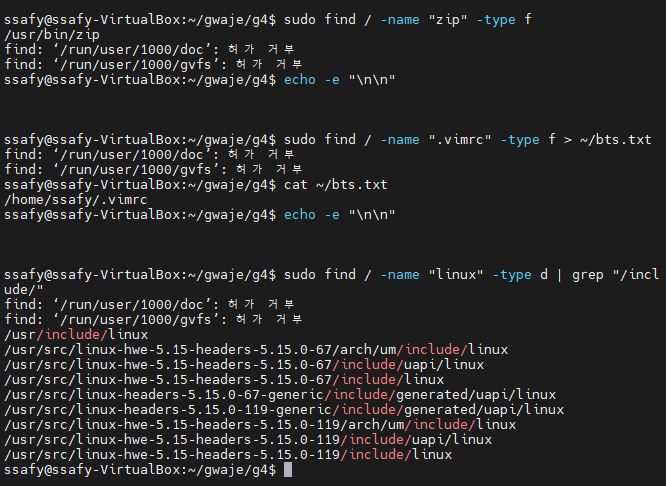 ssafy@ssafy-VirtualBox:~/gwaje/g4$ sudo find / -name "zip" -type f
/usr/bin/zip
find: ‘/run/user/1000/doc’: 허가 거부
find: ‘/run/user/1000/gvfs’: 허가 거부
ssafy@ssafy-VirtualBox:~/gwaje/g4$ echo -e "\n\n"
ssafy@ssafy-VirtualBox:~/gwaje/g4$ sudo find / -name ".vimrc" -type f > ~/bts.txt
find: ‘/run/user/1000/doc’: 허가 거부
find: ‘/run/user/1000/gvfs’: 허가 거부
ssafy@ssafy-VirtualBox:~/gwaje/g4$ cat ~/bts.txt
/home/ssafy/.vimrc
ssafy@ssafy-VirtualBox:~/gwaje/g4$ echo -e "\n\n"
ssafy@ssafy-VirtualBox:~/gwaje/g4$ sudo find / -name "linux" -type d | grep "/incl
ude/"
find: ‘/run/user/1000/doc’: 허가 거부
find: ‘/run/user/1000/gvfs’: 허가 거부
/usr/include/linux
/usr/src/linux-hwe-5.15-headers-5.15.0-67/arch/um/include/linux
/usr/src/linux-hwe-5.15-headers-5.15.0-67/include/uapi/linux
/usr/src/linux-hwe-5.15-headers-5.15.0-67/include/linux
/usr/src/linux-headers-5.15.0-67-generic/include/generated/uapi/linux
/usr/src/linux-headers-5.15.0-119-generic/include/generated/uapi/linux
/usr/src/linux-hwe-5.15-headers-5.15.0-119/arch/um/include/linux
/usr/src/linux-hwe-5.15-headers-5.15.0-119/include/uapi/linux
/usr/src/linux-hwe-5.15-headers-5.15.0-119/include/linux
ssafy@ssafy-VirtualBox:~/gwaje/g4$